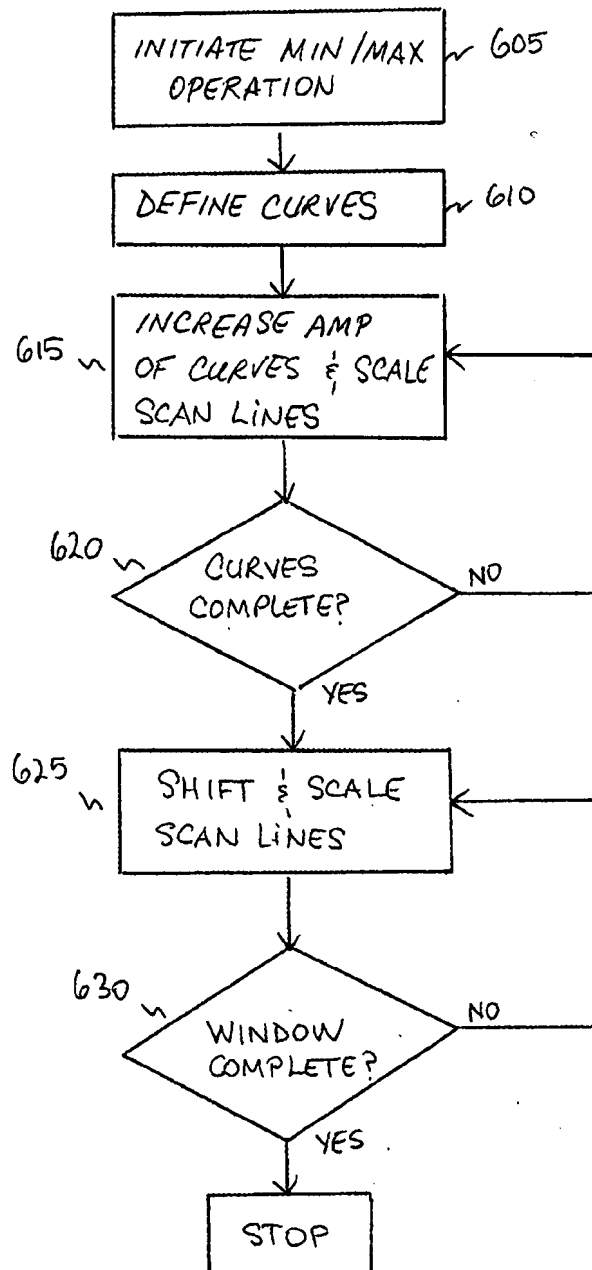 INITIATE MIN/MAX
OPERATION
605
DEFINE CURVES
610
615
INCREASE AMP
OF CURVES & SCALE
SCAN LINES
620
CURVES
COMPLETE?
NO
YES
625
SHIFT & SCALE
SCAN LINES
630
WINDOW
COMPLETE?
NO
YES
STOP